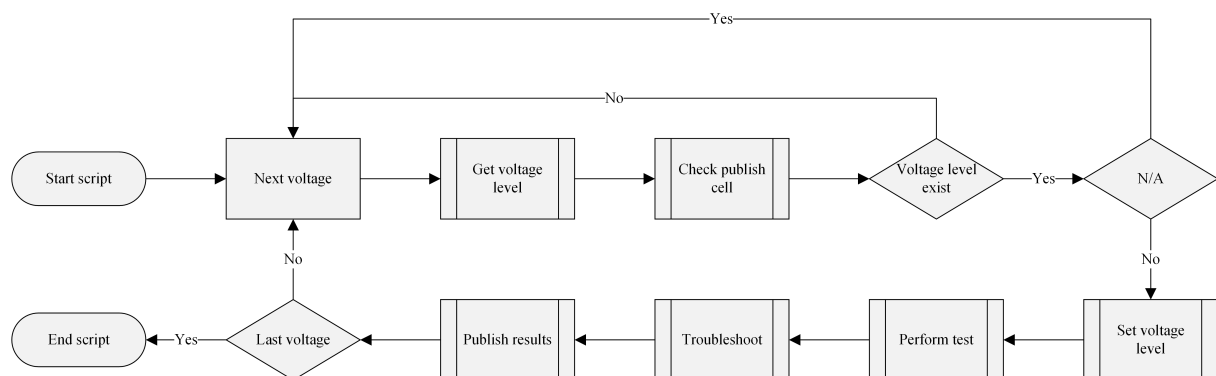 Yes
No
Start script
Next voltage
Get voltage
level
Check publish
cell
Voltage level
exist
Yes
N/A
No
No
End script
Yes
Last voltage
Publish results
Troubleshoot
Perform test
Set voltage
level